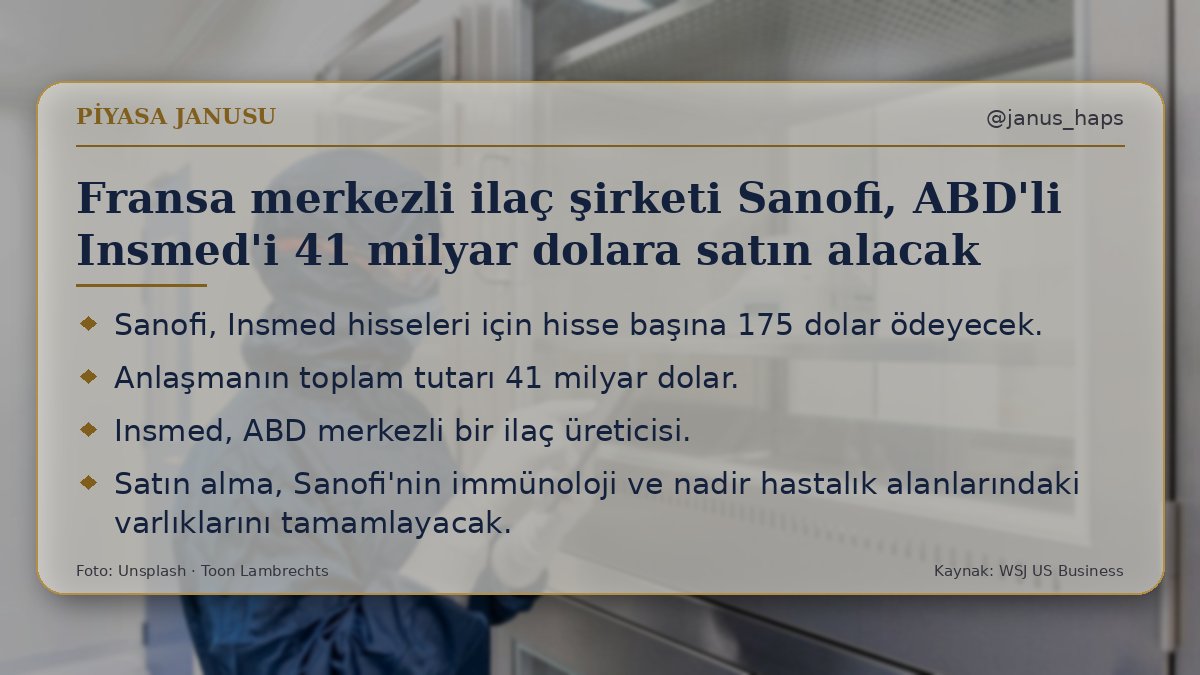 PİYASA JANUSU
@janus_haps
Fransa merkezli ilaç şirketi Sanofi, ABD'li
Insmed'i 41 milyar dolara satın alacak
Sanofi, Insmed hisseleri için hisse başına 175 dolar ödeyecek.
Anlaşmanın toplam tutarı 41 milyar dolar.
Insmed, ABD merkezli bir ilaç üreticisi.
Satın alma, Sanofi'nin immünoloji ve nadir hastalık alanlarındaki
varlıklarını tamamlayacak.
Foto: Unsplash · Toon Lambrechts
Kaynak: WSJ US Business